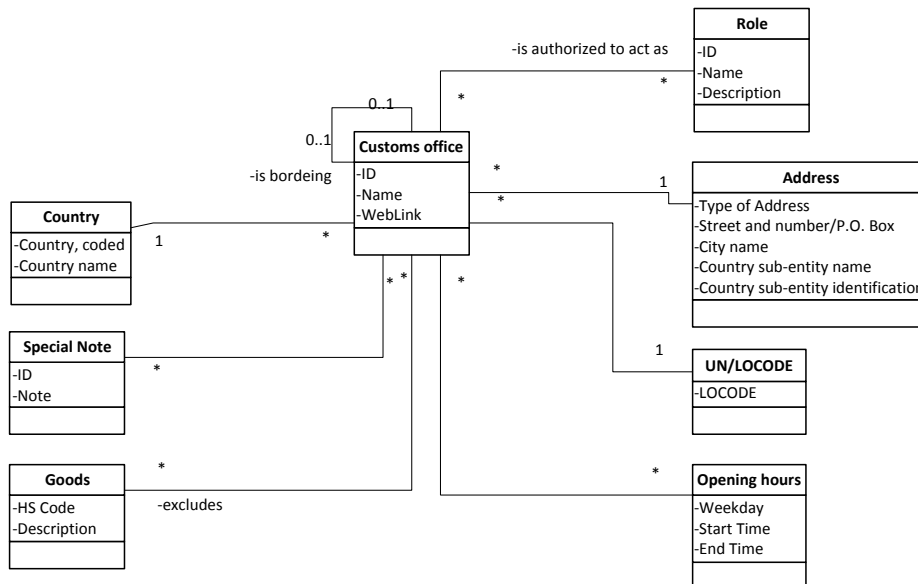 Role
-ID
-Name
-Description
-is authorized to act as
*
*
0..1
0..1
-is bordeing
Customs office
-ID
-Name
-WebLink
*
*
1
Address
-Type of Address
-Street and number/P.O. Box
-City name
-Country sub-entity name
-Country sub-entity identification
Country
-Country, coded
-Country name
1
*
*
*
*
Special Note
-ID
-Note
*
1
UN/LOCODE
-LOCODE
Goods
-HS Code
-Description
*
-excludes
*
Opening hours
-Weekday
-Start Time
-End Time